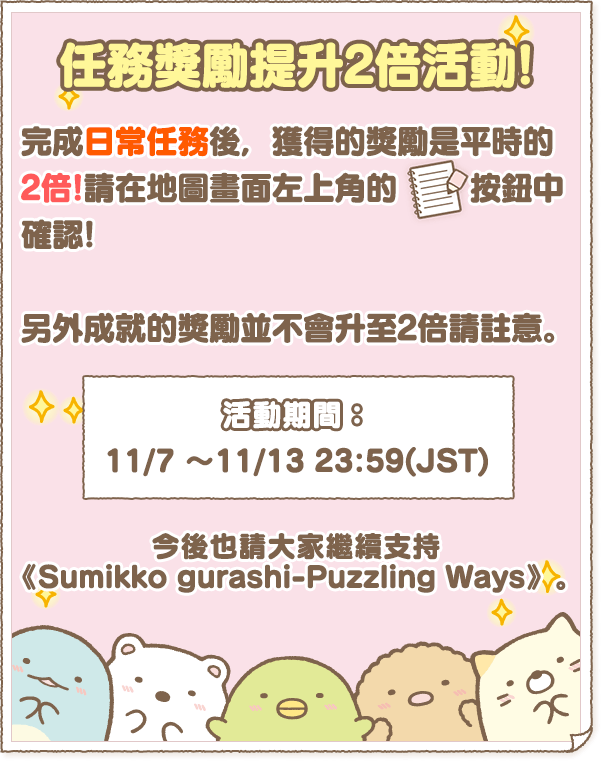 任務獎勵提升2倍活動!
完成日常任務後，獲得的獎勵是平時的
2倍!請在地圖畫面左上角的 按鈕中
確認!
另外成就的獎勵並不會升至2倍請註意。
活動期間：
11/7 ～11/13 23:59(JST)
今後也請大家繼續支持
《Sumikko gurashi-Puzzling Ways》。